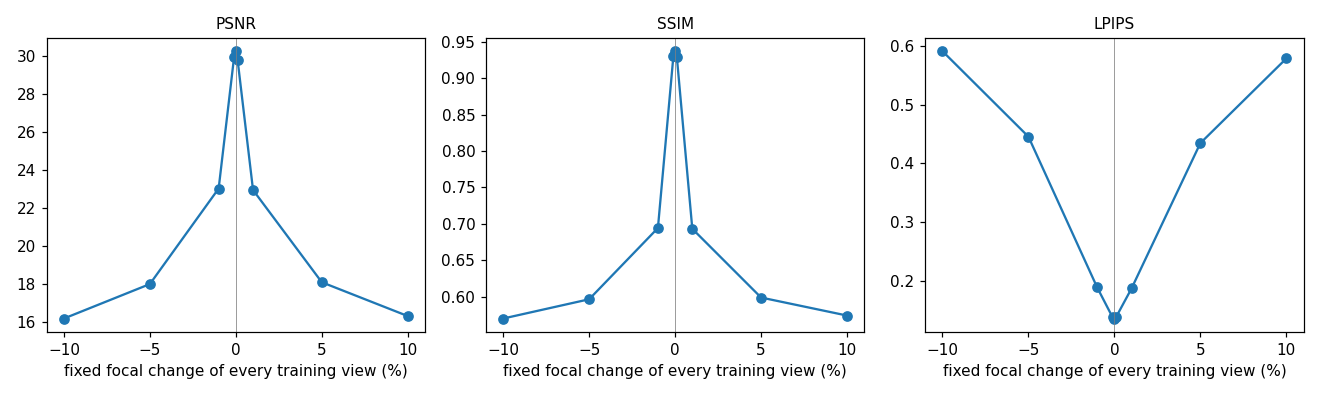 PSNR
30
28
26
24
22
20
18
16
−10 −5 0 5 10
fixed focal change of every training view (%)
SSIM
0.95
0.90
0.85
0.80
0.75
0.70
0.65
0.60
−10 −5 0 5 10
fixed focal change of every training view (%)
LPIPS
0.6
0.5
0.4
0.3
0.2
−10 −5 0 5 10
fixed focal change of every training view (%)